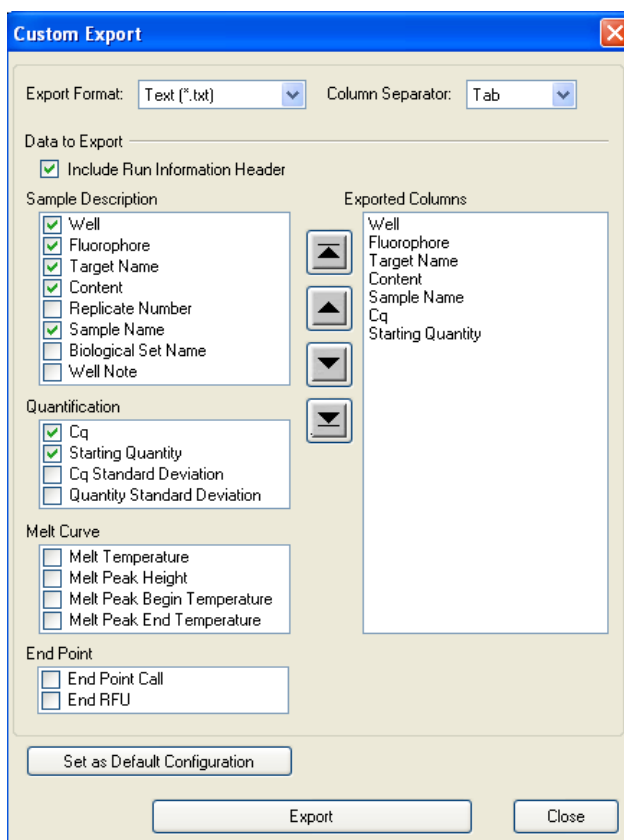 Custom Export
Export Format: Text (*.txt) Column Separator: Tab
Data to Export
Include Run Information Header
Sample Description
Well
Fluorophore
Target Name
Content
Replicate Number
Sample Name
Biological Set Name
Well Note
Quantification
Cq
Starting Quantity
Cq Standard Deviation
Quantity Standard Deviation
Melt Curve
Melt Temperature
Melt Peak Height
Melt Peak Begin Temperature
Melt Peak End Temperature
End Point
End Point Call
End RFU
Exported Columns
Well
Fluorophore
Target Name
Content
Sample Name
Cq
Starting Quantity
Set as Default Configuration
Export Close